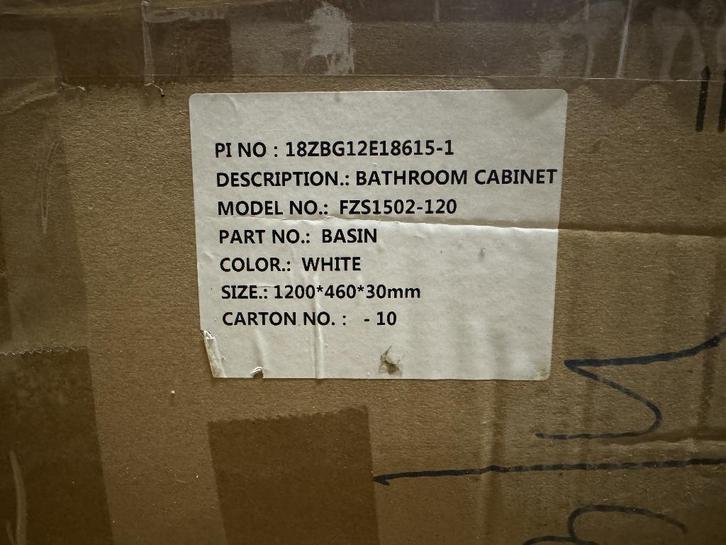 PI NO : 18ZBG12E18615-1
DESCRIPTION.: BATHROOM CABINET
MODEL NO.: FZS1502-120
PART NO.: BASIN
COLOR.: WHITE
SIZE.: 1200*460*30mm
CARTON NO. : - 10